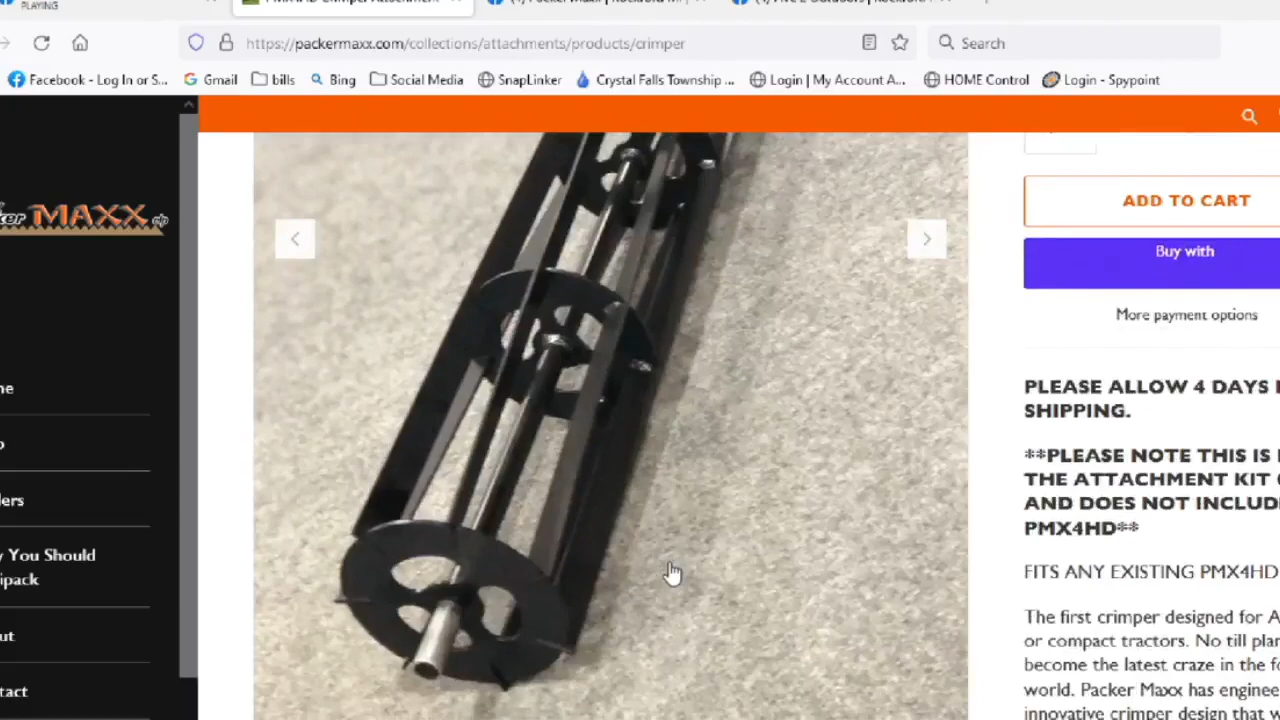 PLAYING
https://packermaxx.com/collections/attachments/products/crimper
Search
Facebook - Log In or S...
Gmail
bills
Bing
Social Media
SnapLinker
Crystal Falls Township ...
Login | My Account A...
HOME Control
Login - Spypoint
MAXX
ADD TO CART
Buy with
More payment options
PLEASE ALLOW 4 DAYS
SHIPPING.
**PLEASE NOTE THIS IS
THE ATTACHMENT KIT
AND DOES NOT INCLUD
PMX4HD**
FITS ANY EXISTING PMX4HD
The first crimper designed for A
or compact tractors. No till plan
become the latest craze in the fo
world. Packer Maxx has enginee
innovative crimper design that w
ne
ders
y You Should
tipack
ut
tact